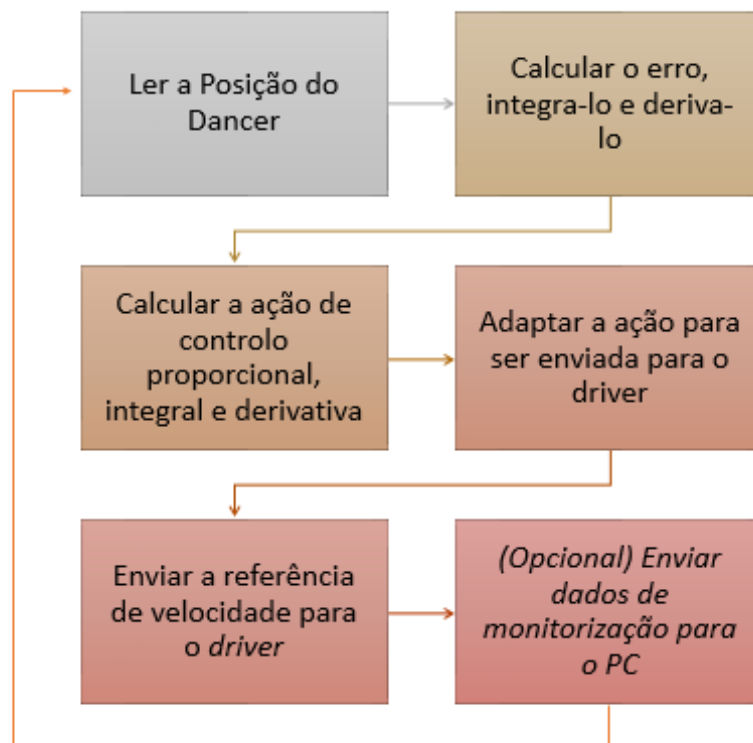 Ler a Posição do
Dancer
Calcular o erro,
integra-lo e deriva-
lo
Calcular a ação de
controlo
proporcional,
integral e derivativa
Adaptar a ação para
ser enviada para o
driver
Enviar a referência
de velocidade para
o driver
(Opcional) Enviar
dados de
monitorização para
o PC